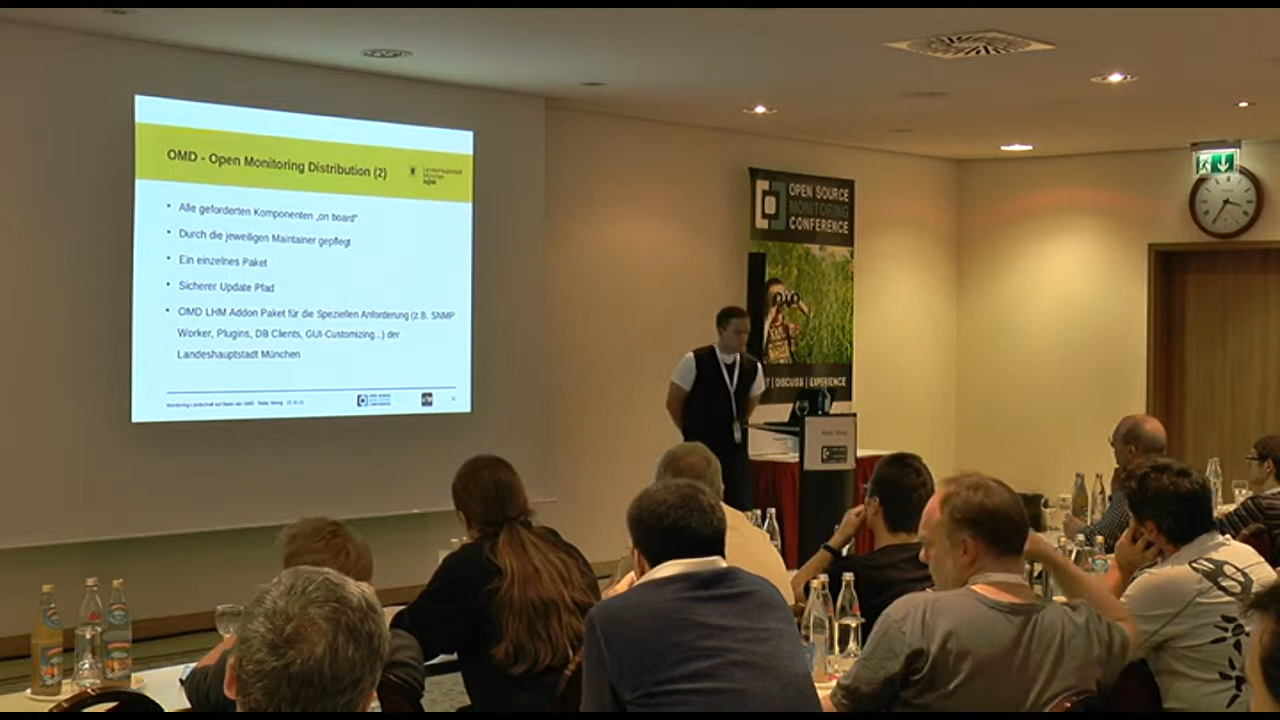 OMD - Open Monitoring Distribution (2)
Landeshauptstadt
München
Alle geforderten Komponenten „on board“
Durch die jeweiligen Maintainer gepflegt
Ein einzelnes Paket
Sicherer Update Pfad
OMD LHM Addon Paket für die Speziellen Anforderung (z.B. SNMP
Worker, Plugins, DB Clients, GUI-Customizing...) der
Landeshauptstadt München
OPEN SOURCE
MONITORING
CONFERENCE
| DISCUSS | EXPERIENCE